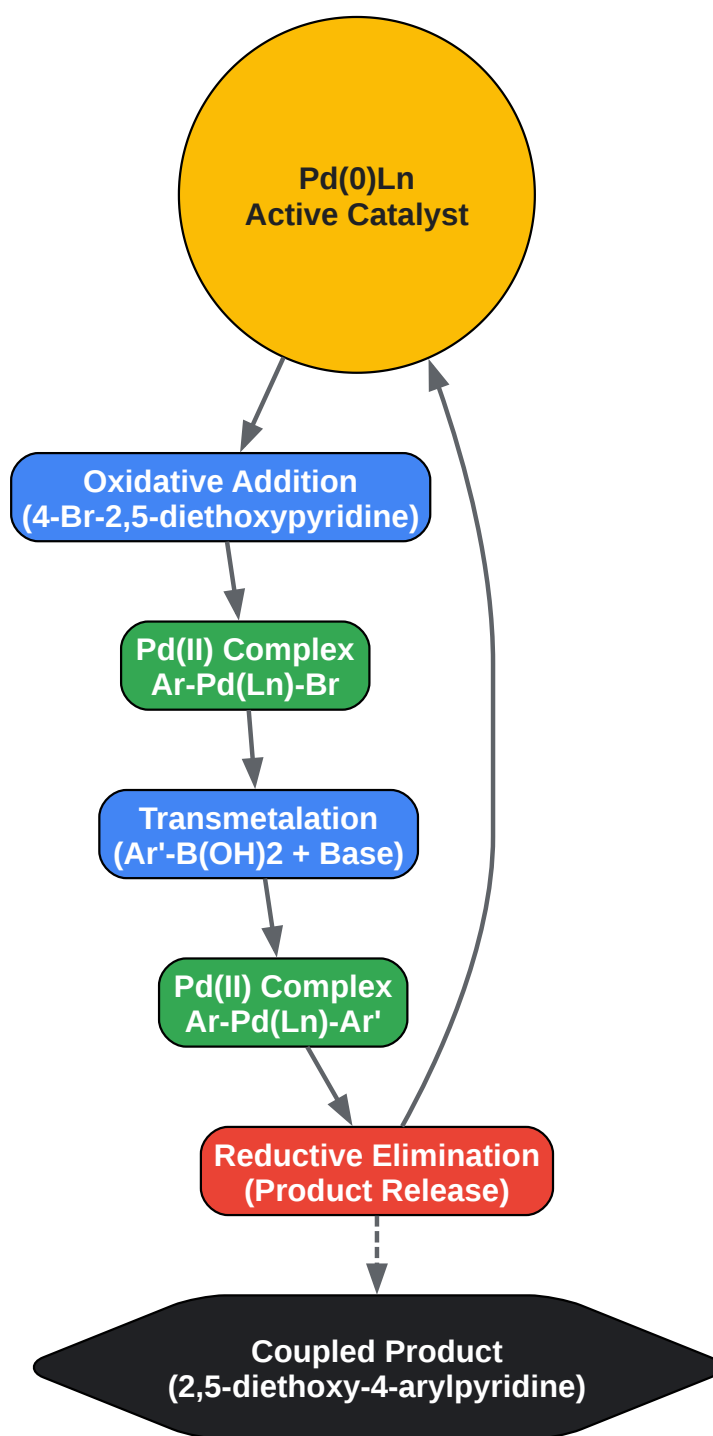 Pd(0)Ln
Active Catalyst
Oxidative Addition
(4-Br-2,5-diethoxypyridine)
Pd(II) Complex
Ar-Pd(Ln)-Br
Transmetalation
(Ar'-B(OH)2 + Base)
Pd(II) Complex
Ar-Pd(Ln)-Ar'
Reductive Elimination
(Product Release)
Coupled Product
(2,5-diethoxy-4-arylpyridine)